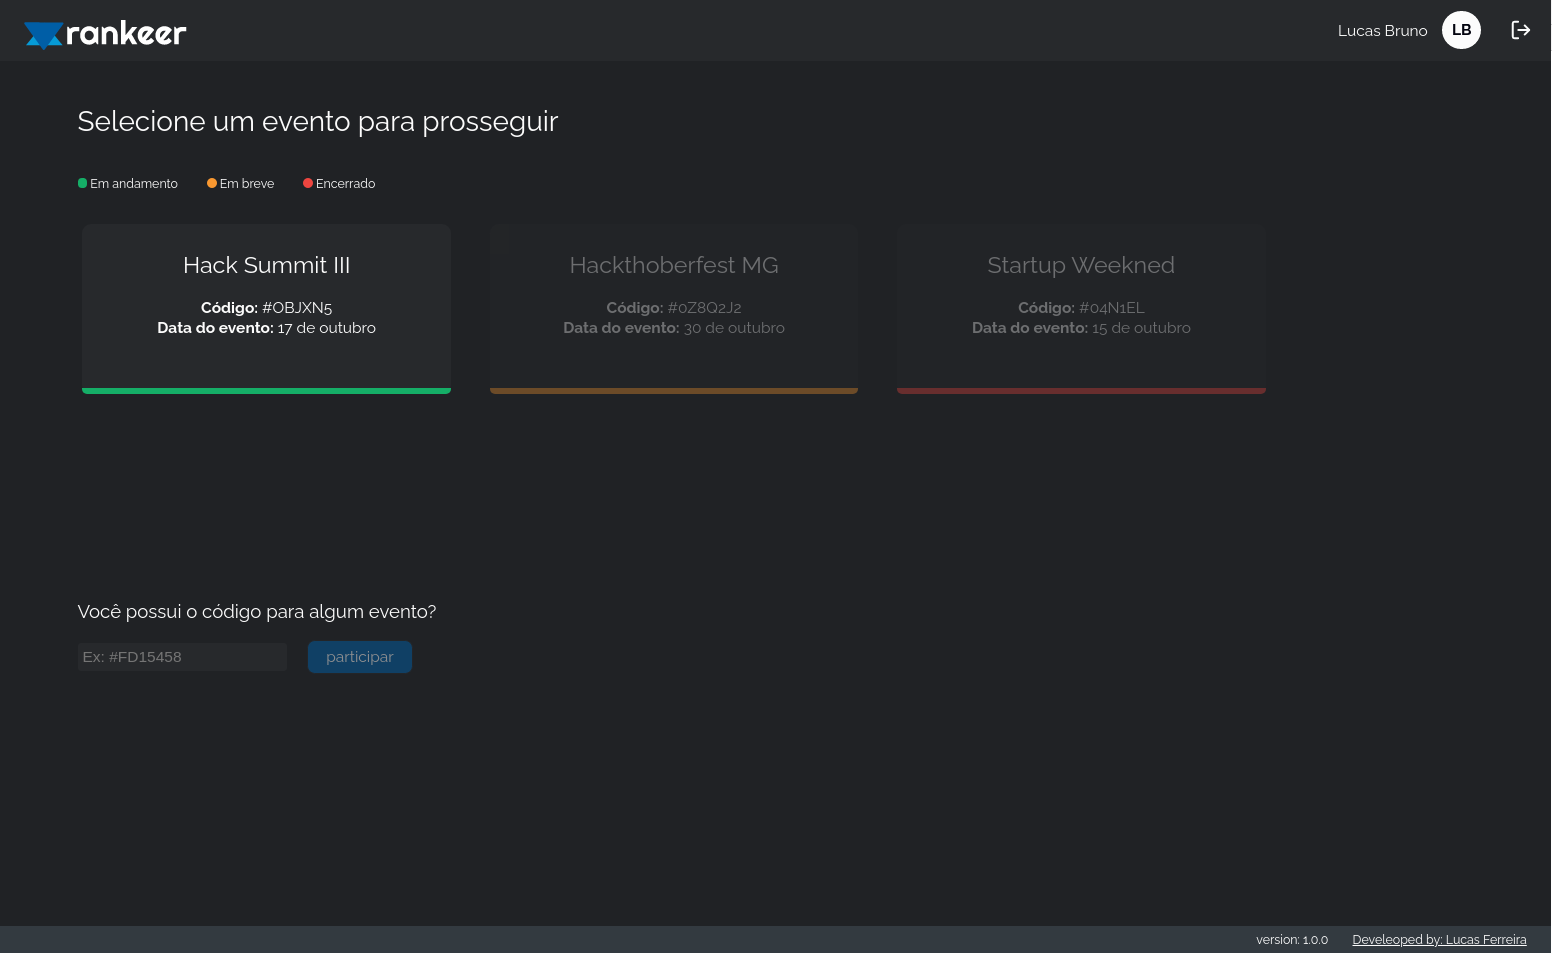 rankeer
Lucas Bruno LB
Selecione um evento para prosseguir
Em andamento Em breve Encerrado
Hack Summit III
Código: #OBJXN5
Data do evento: 17 de outubro
Hackthoberfest MG
Código: #0Z8Q2J2
Data do evento: 30 de outubro
Startup Weekned
Código: #04N1EL
Data do evento: 15 de outubro
Você possui o código para algum evento?
Ex: #FD15458 participar
version: 1.0.0 Develeoped by: Lucas Ferreira